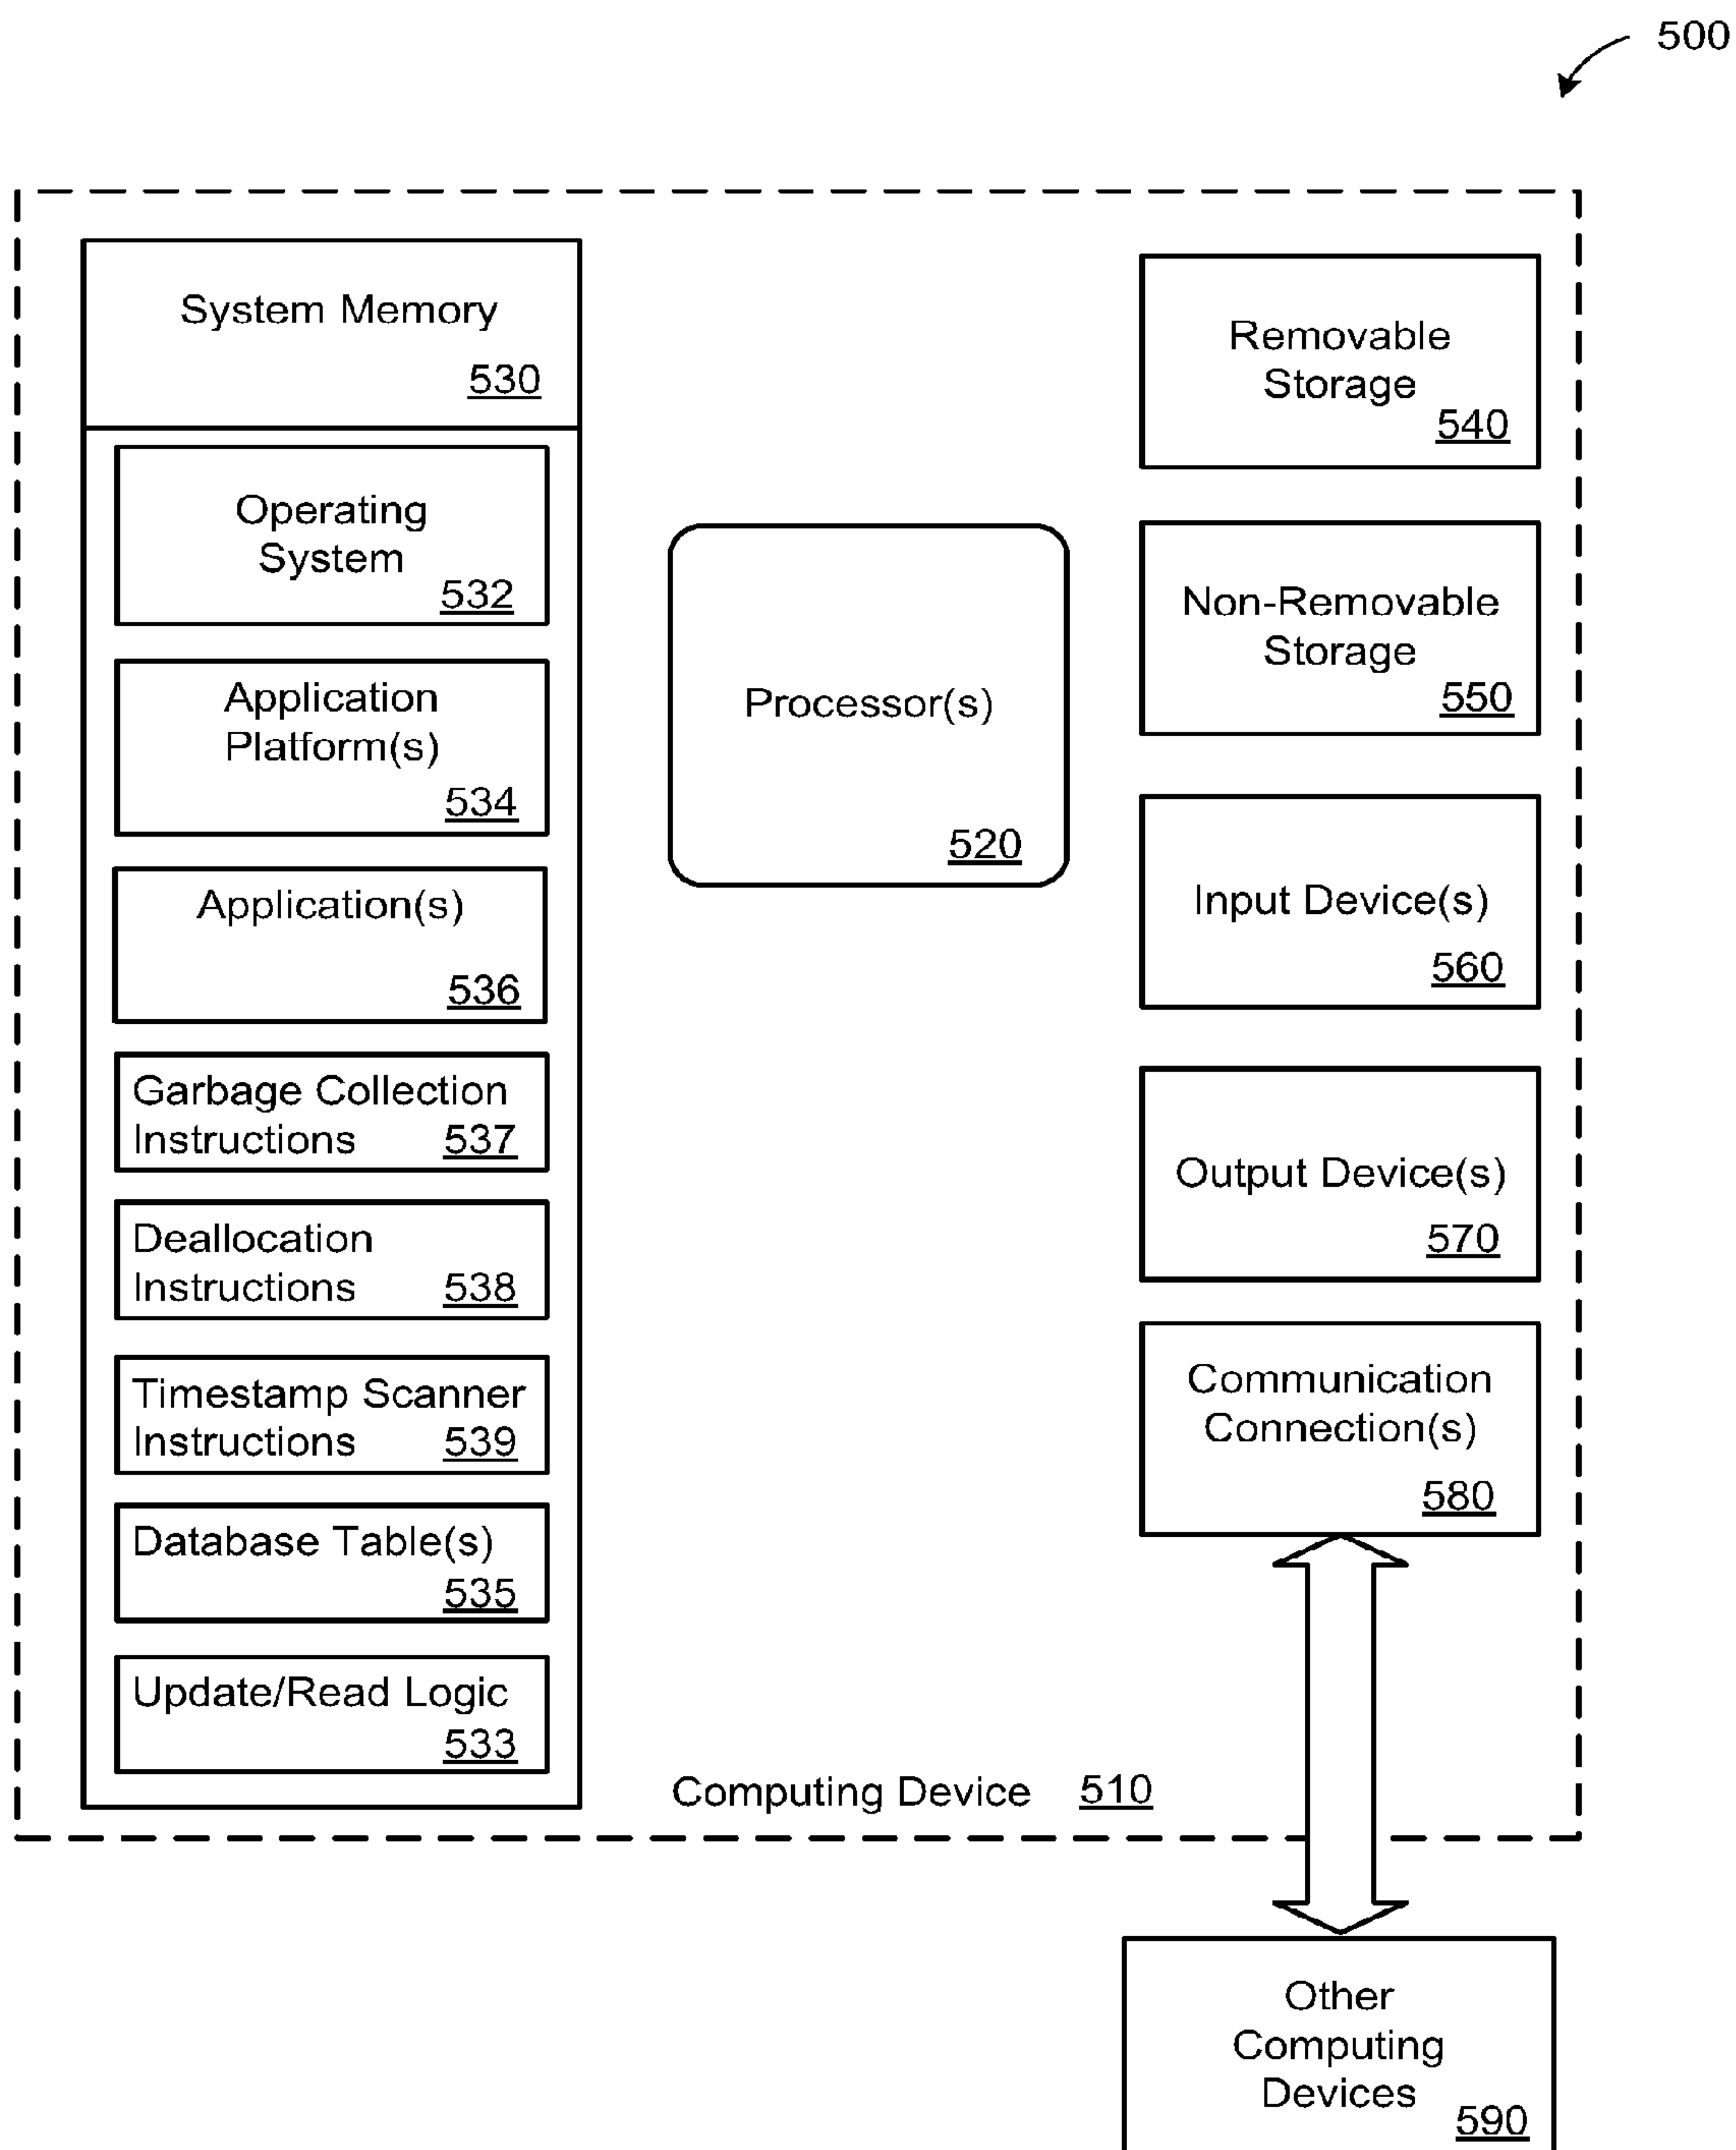 500
System Memory
530
Operating
System
532
Application
Platform(s)
534
Application(s)
536
Garbage Collection
Instructions 537
Deallocation
Instructions 538
Timestamp Scanner
Instructions 539
Database Table(s)
535
Update/Read Logic
533
Processor(s)
520
Removable
Storage
540
Non-Removable
Storage
550
Input Device(s)
560
Output Device(s)
570
Communication
Connection(s)
580
Computing Device 510
Other
Computing
Devices
590